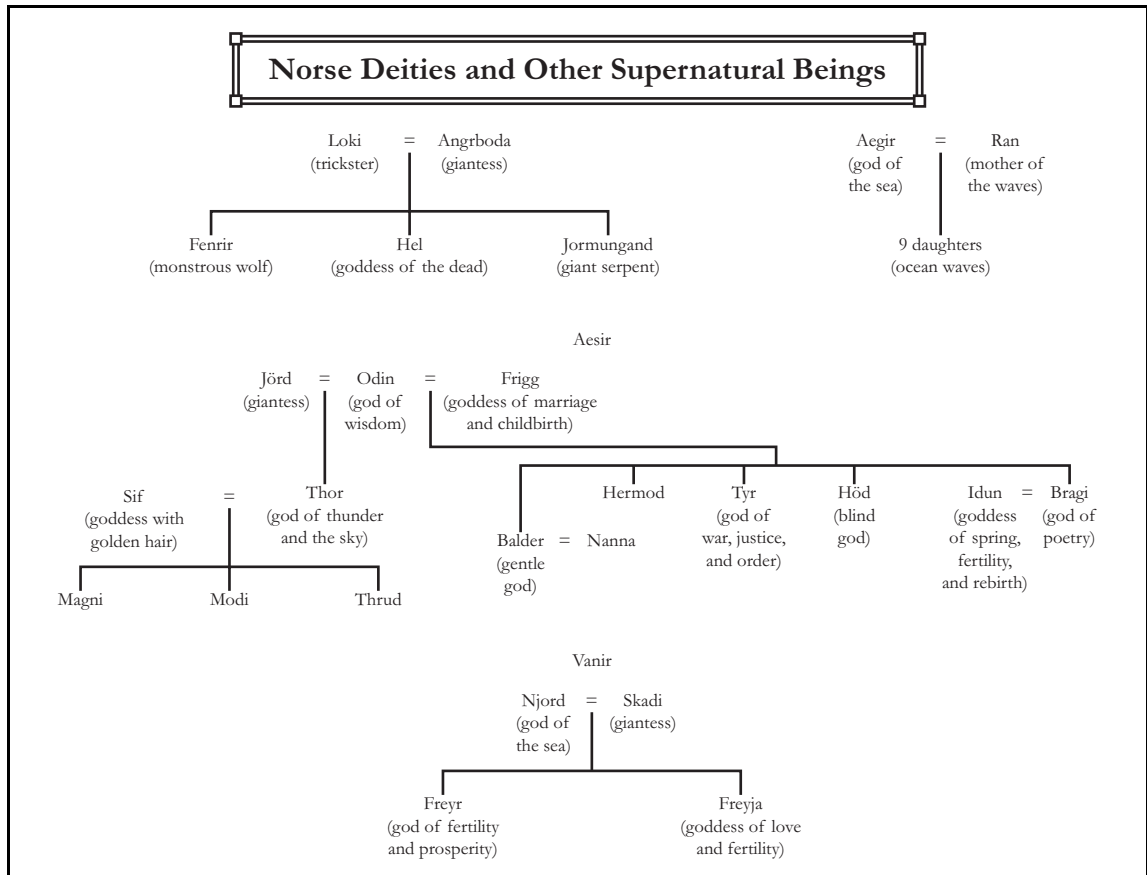 Norse Deities and Other Supernatural Beings
Loki = Angrboda
(trickster) (giantess)
Aegir = Ran
(god of (mother of
the sea) the waves)
Fenrir Hel Jormungand
(monstrous wolf) (goddess of the dead) (giant serpent)
9 daughters
(ocean waves)
Aesir
Jörd = Odin = Frigg
(giantess) (god of (goddess of marriage
wisdom) and childbirth)
Sif = Thor
(goddess with (god of thunder
golden hair) and the sky)
Magni Modi Thrud
Hermod Tyr Höd Idun = Bragi
(god of (blind (goddess (god of
war, justice, god) of spring, poetry)
and order) fertility,
and rebirth)
Balder = Nanna
(gentle
god)
Vanir
Njord = Skadi
(god of (giantess)
the sea)
Freyr Freyja
(god of fertility (goddess of love
and prosperity) and fertility)